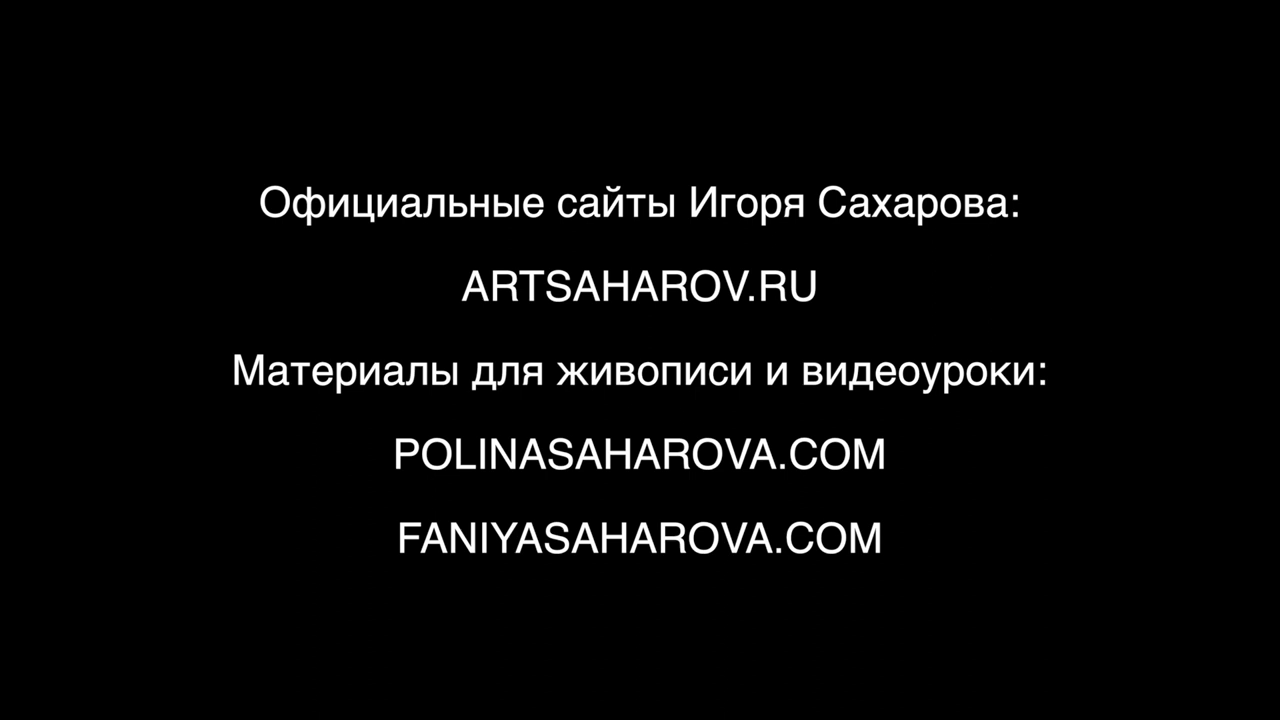 Официальные сайты Игоря Сахарова:
ARTSAHAROV.RU
Материалы для живописи и видеоуроки:
POLINASAHAROVA.COM
FANIYASAHAROVA.COM